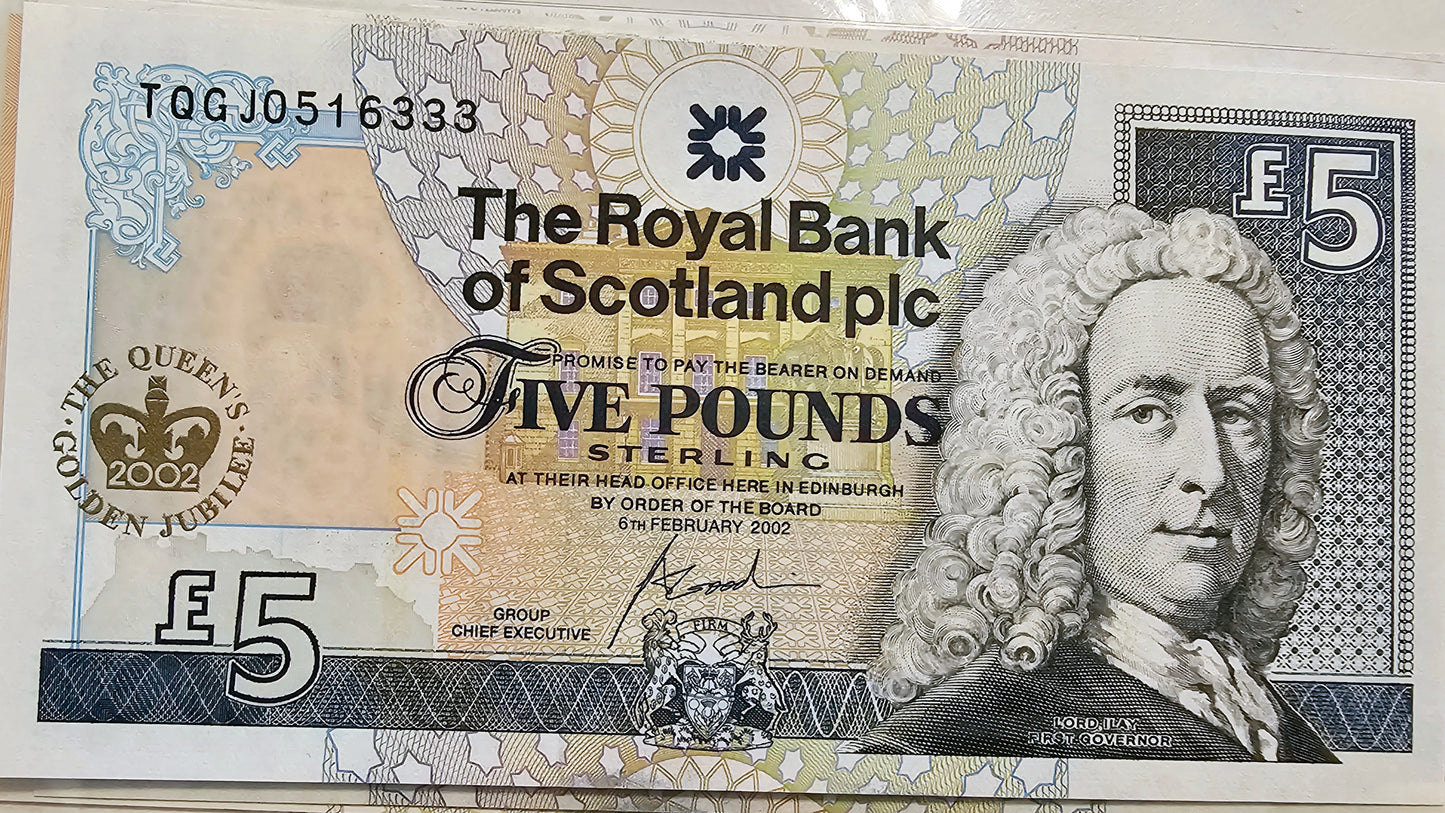 TQGJ0516333
£5
The Royal Bank
of Scotland plc
PROMISE TO PAY THE BEARER ON DEMAND
FIVE POUNDS
STERLING
AT THEIR HEAD OFFICE HERE IN EDINBURGH
BY ORDER OF THE BOARD
6TH FEBRUARY 2002
THE QUEEN'S
2002
GOLDEN JUBILEE
£5
GROUP
CHIEF EXECUTIVE
FIRM
LORD ILAY
FIRST GOVERNOR